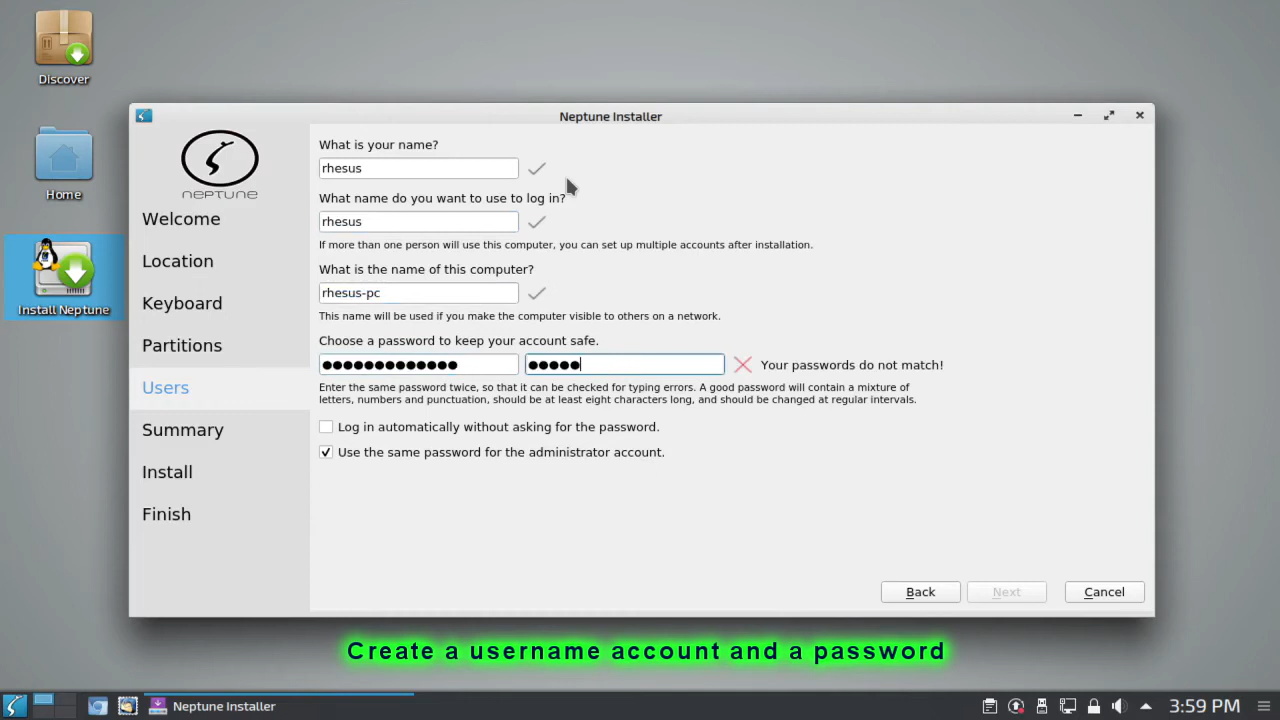 Discover
Home
Install Neptune
Neptune Installer
NEPTUNE
Welcome
Location
Keyboard
Partitions
Users
Summary
Install
Finish
What is your name?
rhesus
What name do you want to use to log in?
rhesus
If more than one person will use this computer, you can set up multiple accounts after installation.
What is the name of this computer?
rhesus-pc
This name will be used if you make the computer visible to others on a network.
Choose a password to keep your account safe.
●●●●●●●●●●●●● ●●●●● Your passwords do not match!
Enter the same password twice, so that it can be checked for typing errors. A good password will contain a mixture of
letters, numbers and punctuation, should be at least eight characters long, and should be changed at regular intervals.
Log in automatically without asking for the password.
Use the same password for the administrator account.
Back Next Cancel
Create a username account and a password
Neptune Installer 3:59 PM